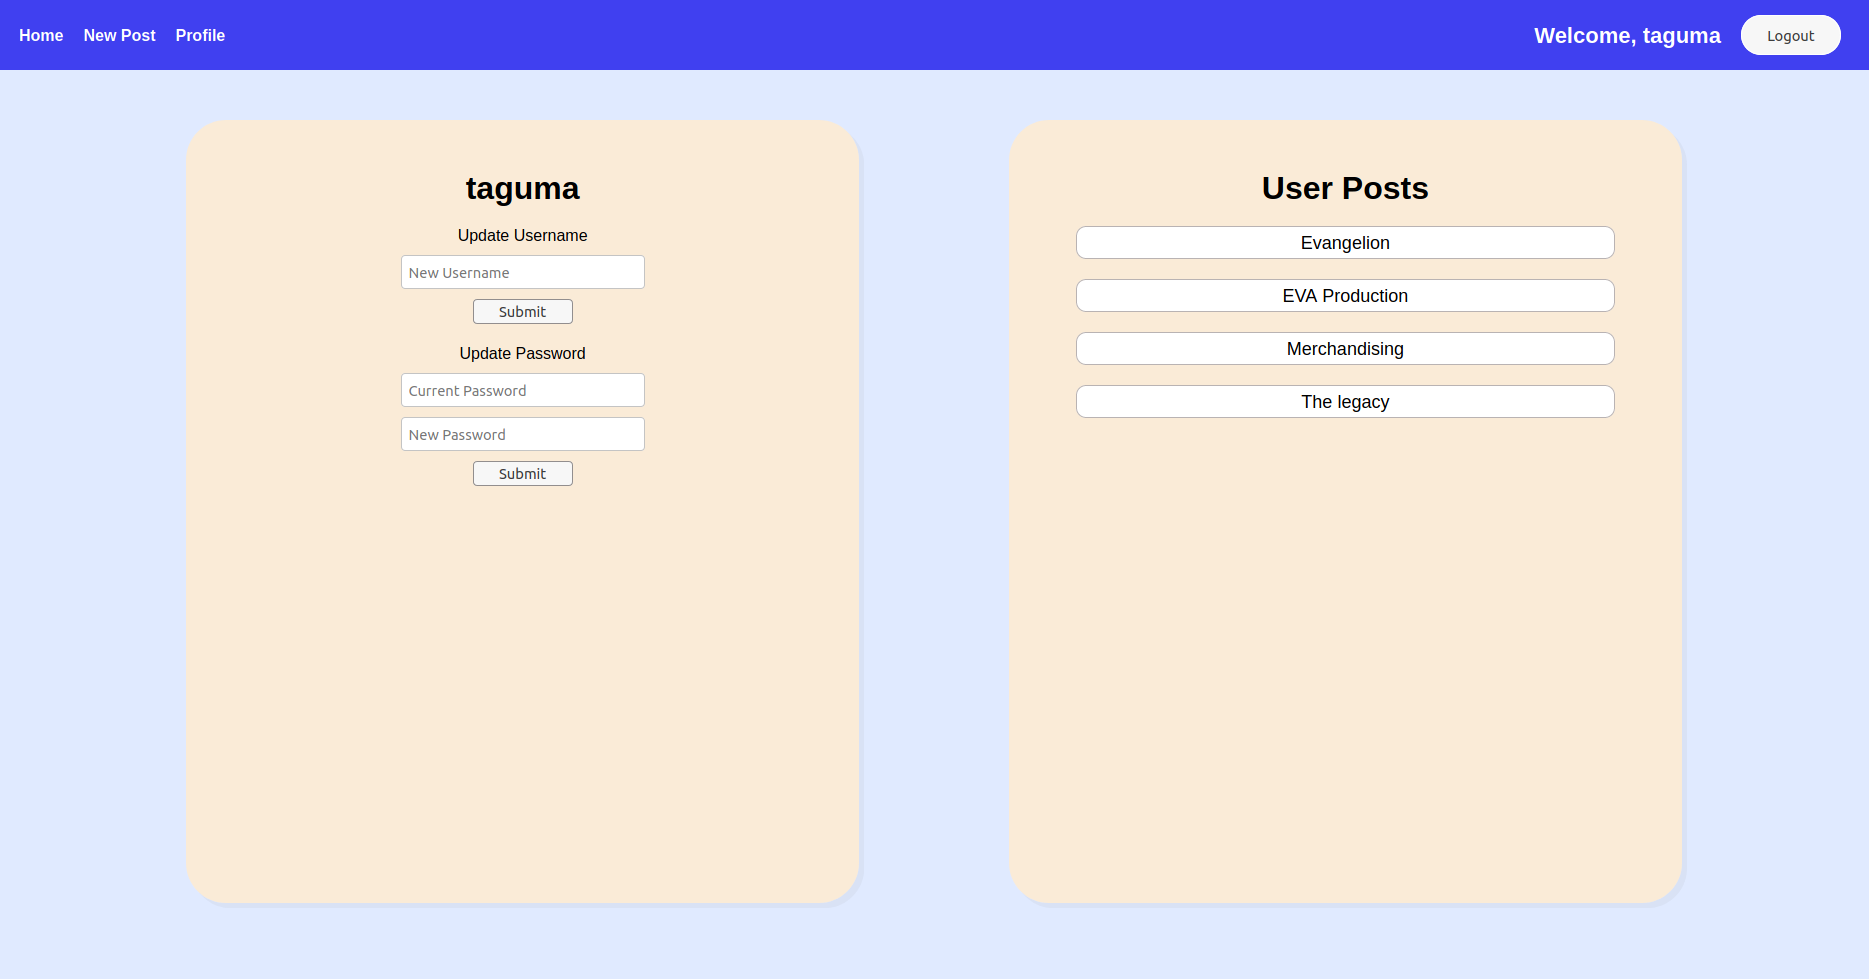 Home New Post Profile Welcome, taguma Logout
taguma
Update Username
New Username
Submit
Update Password
Current Password
New Password
Submit
User Posts
Evangelion
EVA Production
Merchandising
The legacy